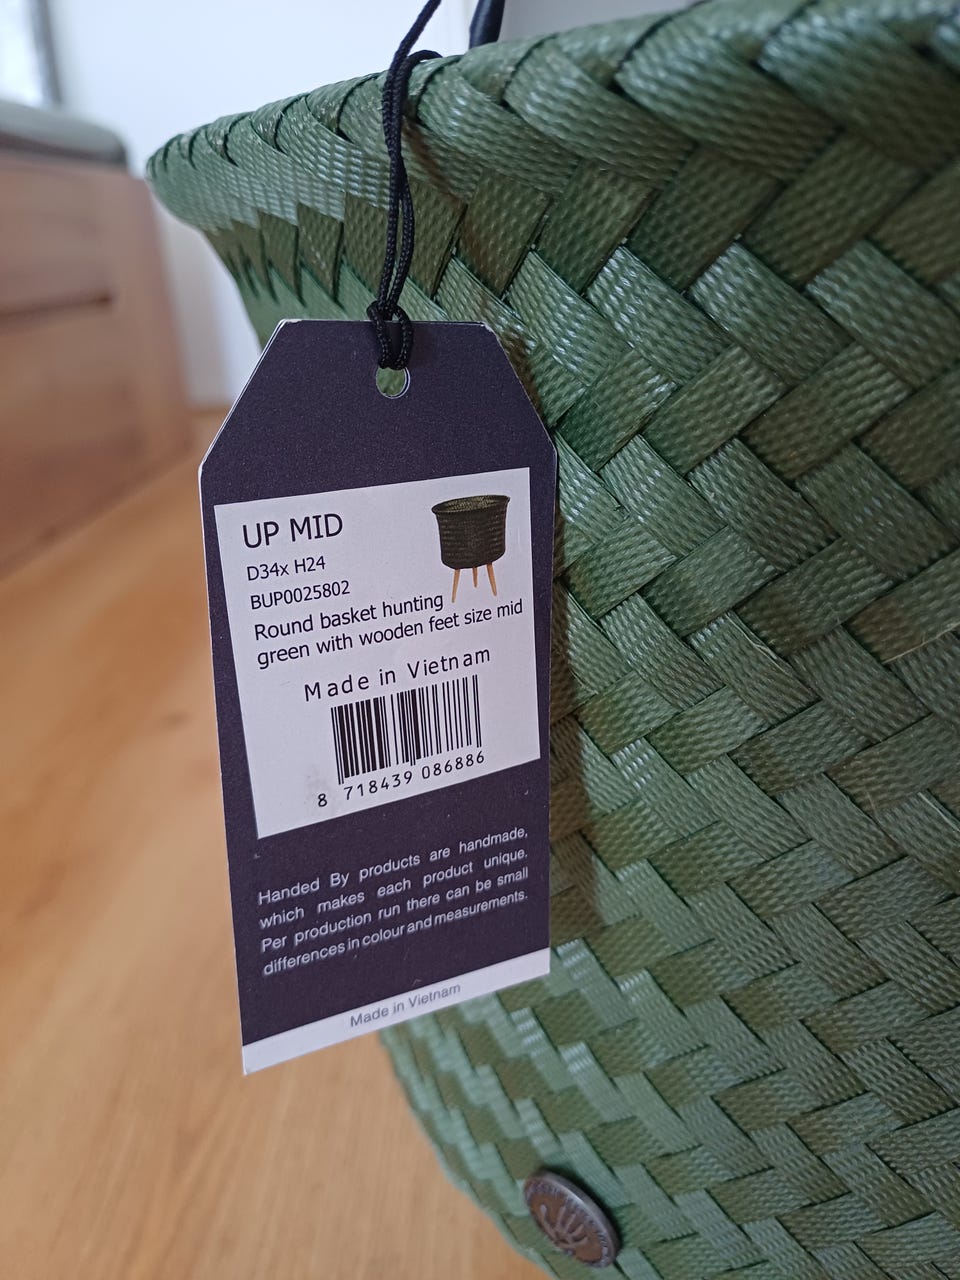 UP MID
D34x H24
BUP0025802
Round basket hunting
green with wooden feet size mid
Made in Vietnam
8 718439 086886
Handed By products are handmade,
which makes each product unique.
Per production run there can be small
differences in colour and measurements.
Made in Vietnam